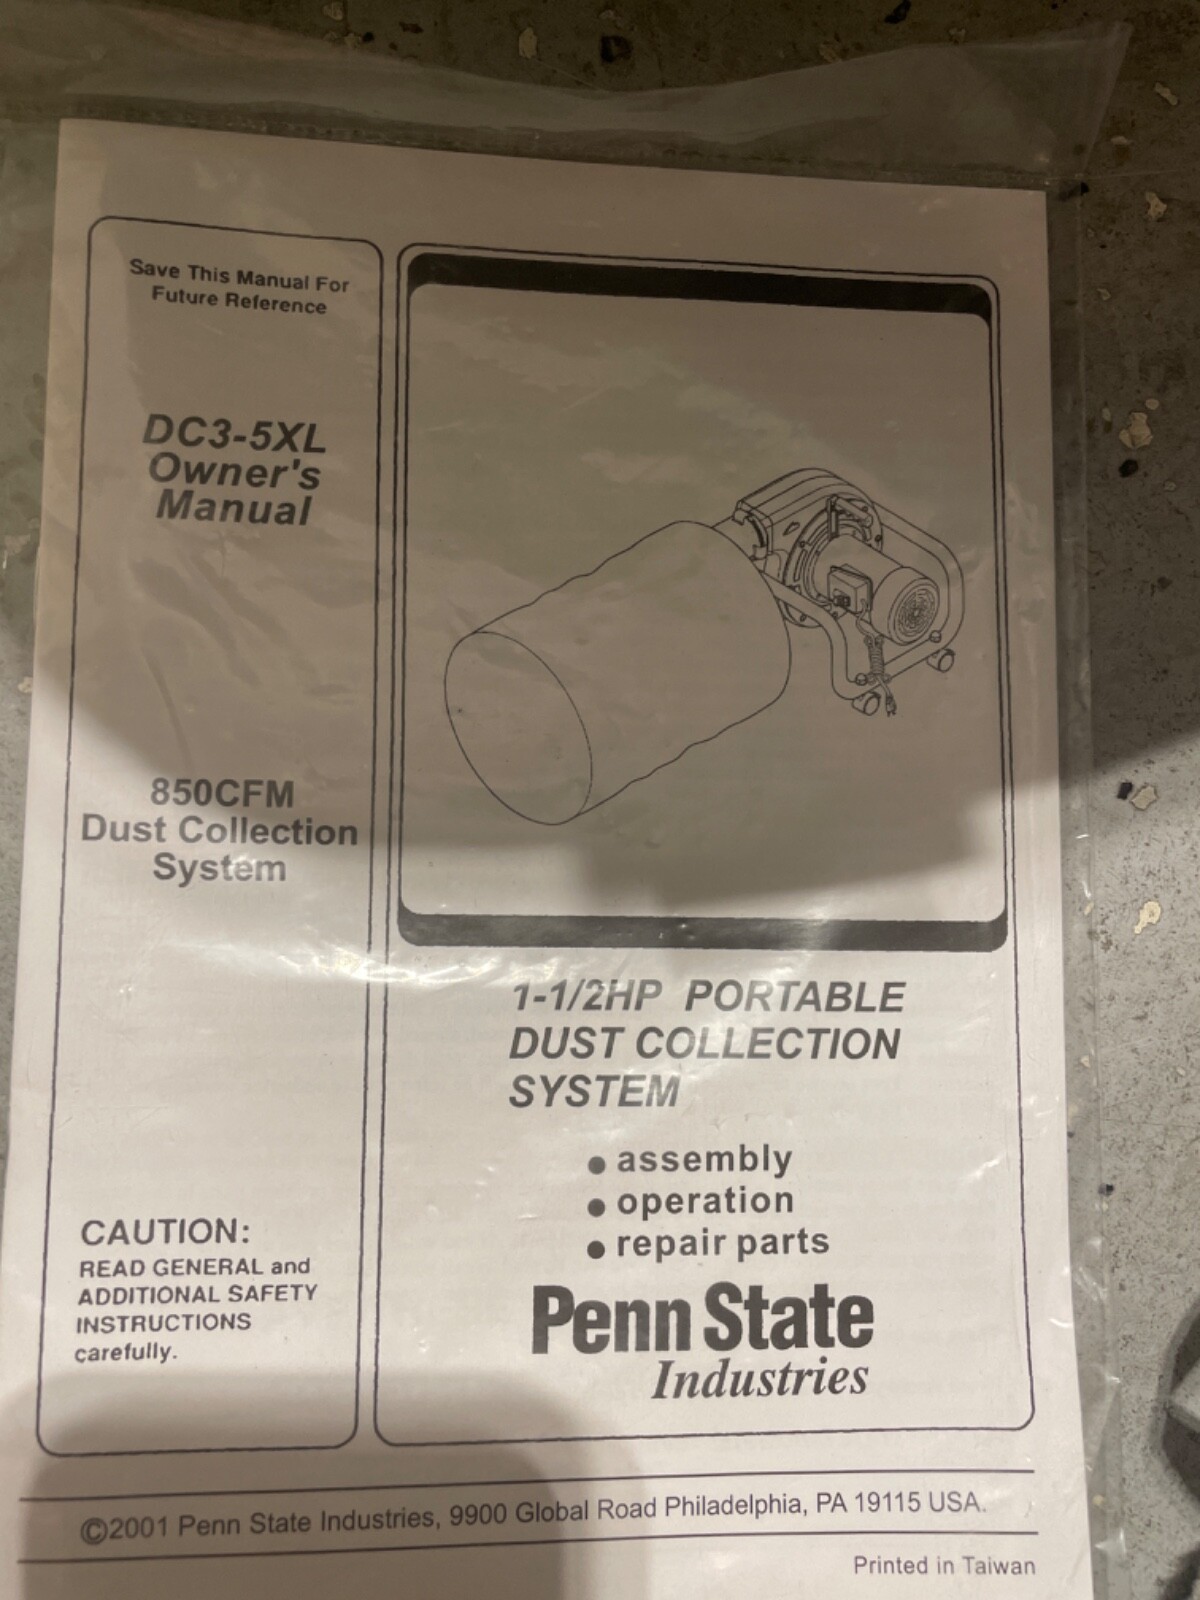 Save This Manual For
Future Reference
DC3-5XL
Owner's
Manual
850CFM
Dust Collection
System
CAUTION:
READ GENERAL and
ADDITIONAL SAFETY
INSTRUCTIONS
carefully.
1-1/2HP PORTABLE
DUST COLLECTION
SYSTEM
● assembly
● operation
● repair parts
Penn State
Industries
©2001 Penn State Industries, 9900 Global Road Philadelphia, PA 19115 USA.
Printed in Taiwan